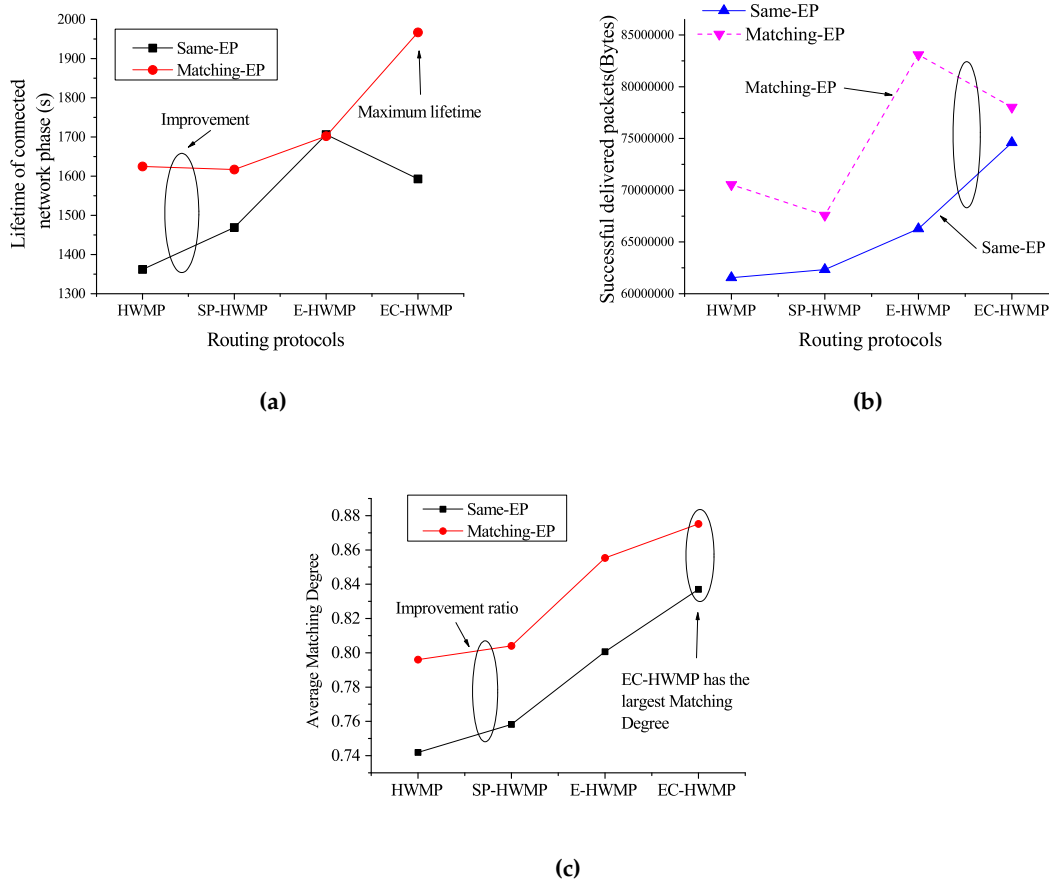 2000
1900
1800
1700
1600
1500
1400
1300
Lifetime of connected
network phase (s)
Same-EP
Matching-EP
Improvement
Maximum lifetime
HWMP
SP-HWMP
E-HWMP
EC-HWMP
Routing protocols
(a)
Same-EP
Matching-EP
85000000
80000000
75000000
70000000
65000000
60000000
Successful delivered packets(Bytes)
Matching-EP
Same-EP
HWMP
SP-HWMP
E-HWMP
EC-HWMP
Routing protocols
(b)
0.88
0.86
0.84
0.82
0.80
0.78
0.76
0.74
Average Matching Degree
Same-EP
Matching-EP
Improvement ratio
EC-HWMP has the
largest Matching
Degree
HWMP
SP-HWMP
E-HWMP
EC-HWMP
(c)